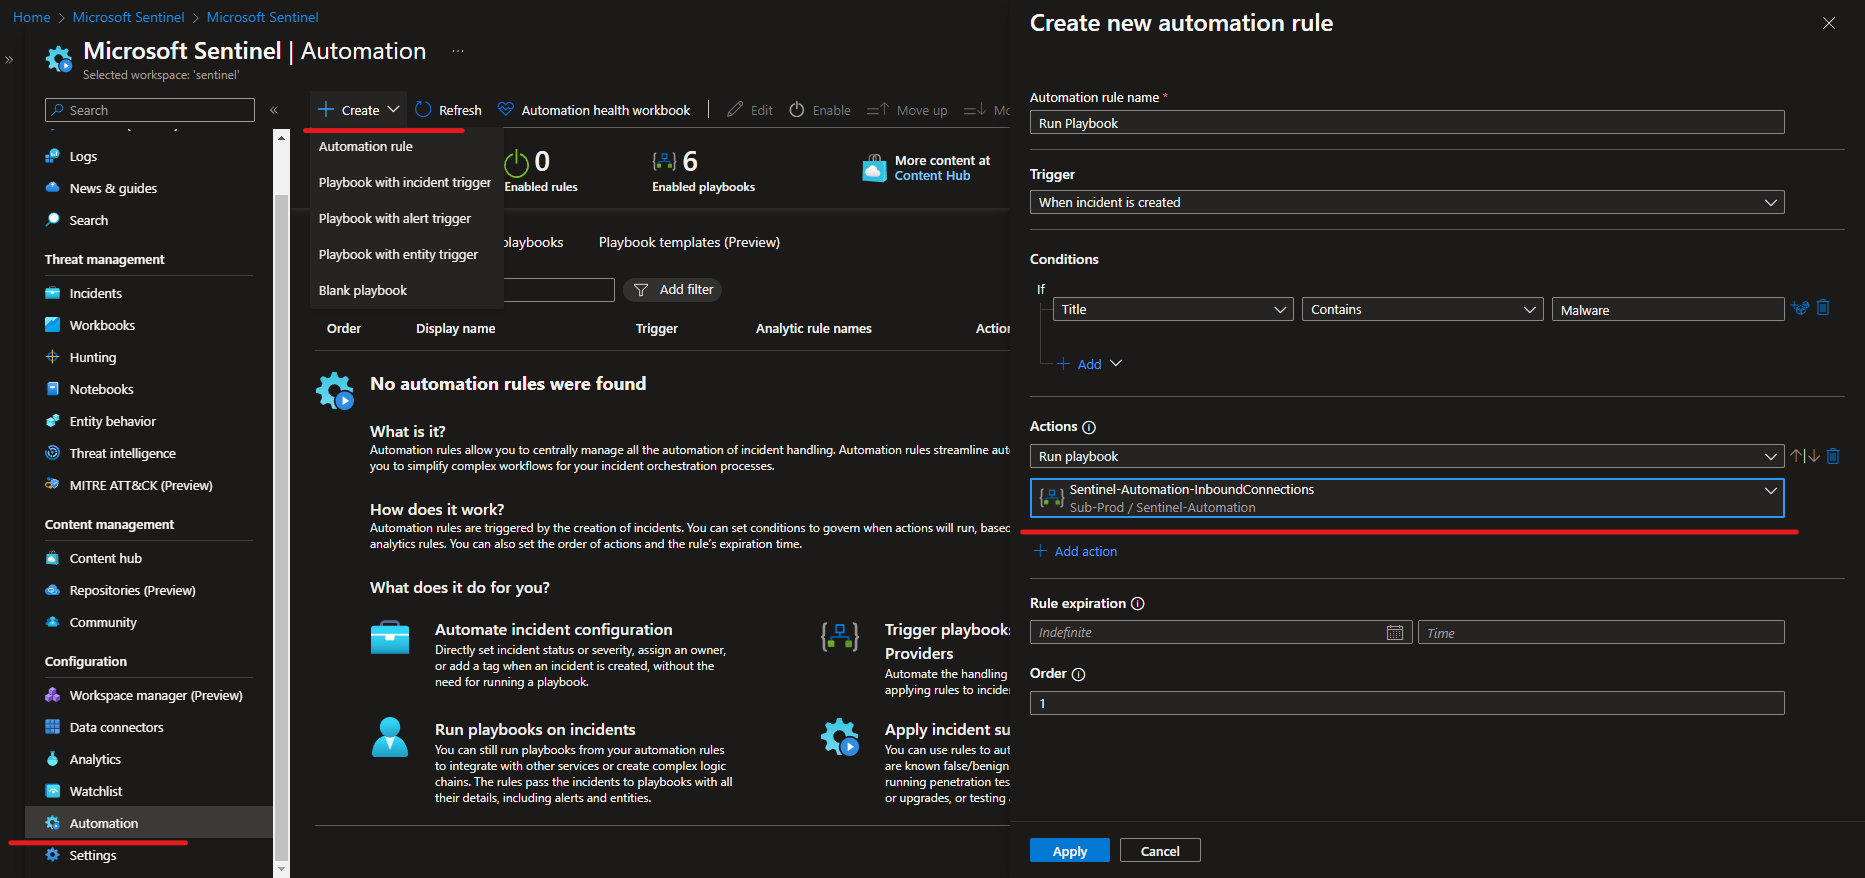 Home > Microsoft Sentinel > Microsoft Sentinel
Microsoft Sentinel | Automation ...
Selected workspace: 'sentinel'
Search
Logs
News & guides
Search
Threat management
Incidents
Workbooks
Hunting
Notebooks
Entity behavior
Threat intelligence
MITRE ATT&CK (Preview)
Content management
Content hub
Repositories (Preview)
Community
Configuration
Workspace manager (Preview)
Data connectors
Analytics
Watchlist
Automation
Settings
Create
Refresh
Automation health workbook
Edit
Enable
Move up
Mo
Automation rule
Playbook with incident trigger
Playbook with alert trigger
Playbook with entity trigger
Blank playbook
0
Enabled rules
6
Enabled playbooks
More content at
Content Hub
playbooks
Playbook templates (Preview)
Add filter
Order
Display name
Trigger
Analytic rule names
Action
No automation rules were found
What is it?
Automation rules allow you to centrally manage all the automation of incident handling. Automation rules streamline aut
you to simplify complex workflows for your incident orchestration processes.
How does it work?
Automation rules are triggered by the creation of incidents. You can set conditions to govern when actions will run, base
analytics rules. You can also set the order of actions and the rule's expiration time.
What does it do for you?
Automate incident configuration
Directly set incident status or severity, assign an owner,
or add a tag when an incident is created, without the
need for running a playbook.
Trigger playbooks
Providers
Automate the handling
applying rules to incide
Run playbooks on incidents
You can still run playbooks from your automation rules
to integrate with other services or create complex logic
chains. The rules pass the incidents to playbooks with all
their details, including alerts and entities.
Apply incident su
You can use rules to aut
are known false/benign
running penetration tes
or upgrades, or testing
Create new automation rule
Automation rule name *
Run Playbook
Trigger
When incident is created
Conditions
If
Title
Contains
Malware
Add
Actions
Run playbook
Sentinel-Automation-InboundConnections
Sub-Prod / Sentinel-Automation
Add action
Rule expiration
Indefinite
Time
Order
1
Apply
Cancel